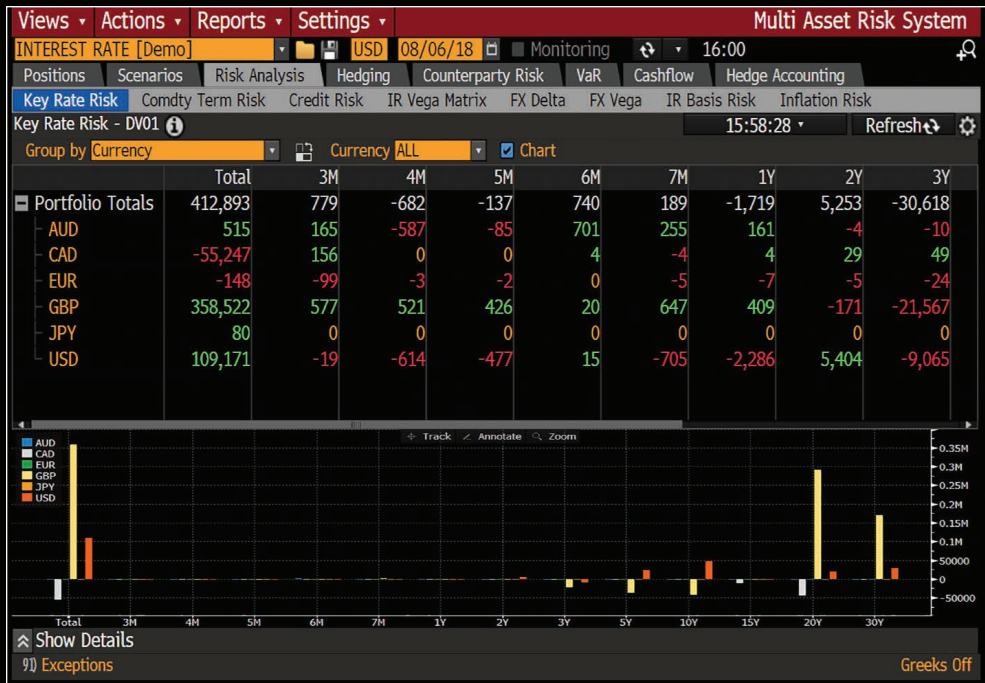 Views Actions Reports Settings Multi Asset Risk System
INTEREST RATE [Demo] USD 08/06/18 Monitoring 16:00
Positions Scenarios Risk Analysis Hedging Counterparty Risk VaR Cashflow Hedge Accounting
Key Rate Risk Comdty Term Risk Credit Risk IR Vega Matrix FX Delta FX Vega IR Basis Risk Inflation Risk
Key Rate Risk - DV01 15:58:28 Refresh
Group by Currency Currency ALL Chart
Total 3M 4M 5M 6M 7M 1Y 2Y 3Y
Portfolio Totals 412,893 779 -682 -137 740 189 -1,719 5,253 -30,618
AUD 515 165 -587 -85 701 255 161 -4 -10
CAD -55,247 156 0 0 4 -4 4 29 49
EUR -148 -99 -3 -2 0 -5 -7 -5 -24
GBP 358,522 577 521 426 20 647 409 -171 -21,567
JPY 80 0 0 0 0 0 0 0 0
USD 109,171 -19 -614 -477 15 -705 -2,286 5,404 -9,065
Track Annotate Zoom
AUD
CAD
EUR
GBP
JPY
USD
0.35M
0.3M
0.25M
0.2M
0.15M
0.1M
50000
0
-50000
Total 3M 4M 5M 6M 7M 1Y 2Y 3Y 5Y 10Y 15Y 20Y 30Y
Show Details
91) Exceptions Greeks Off